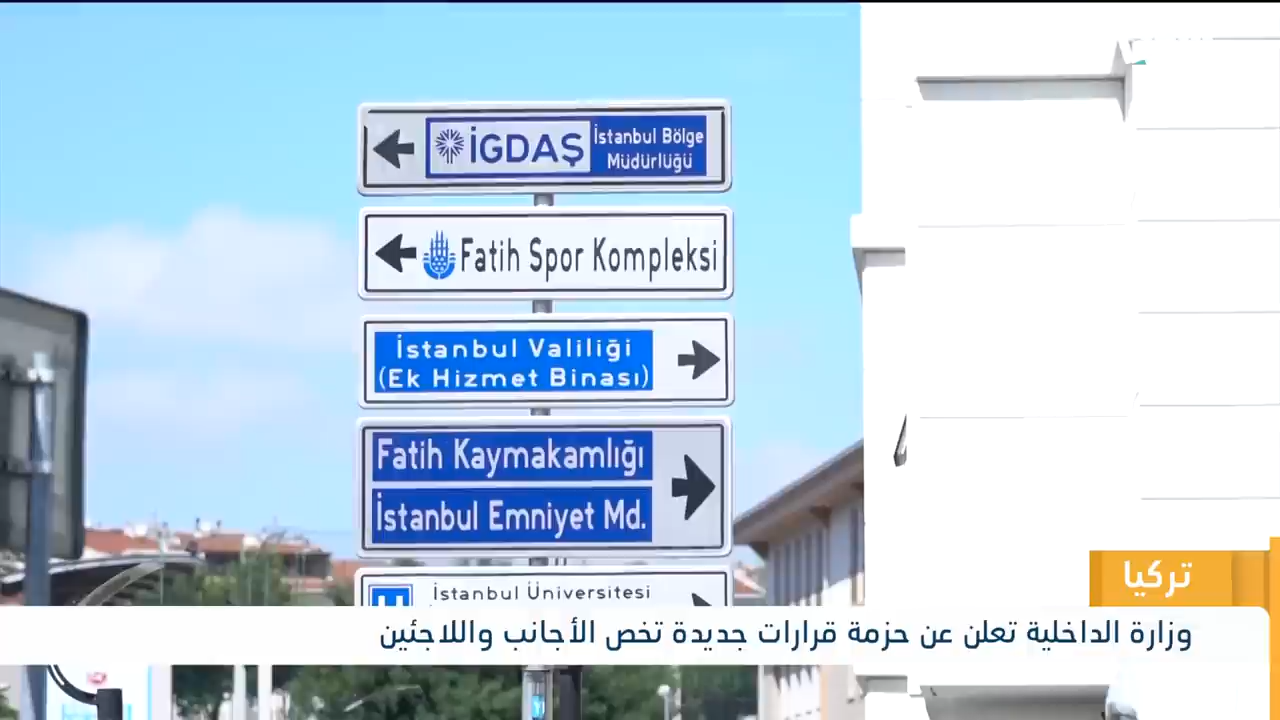 İGDAŞ İstanbul Bölge
Müdürlüğü
Fatih Spor Kompleksi
İstanbul Valiliği
(Ek Hizmet Binası)
Fatih Kaymakamlığı
İstanbul Emniyet Md.
H İstanbul Üniversitesi
تركيا
وزارة الداخلية تعلن عن حزمة قرارات جديدة تخص الأجانب واللاجئين